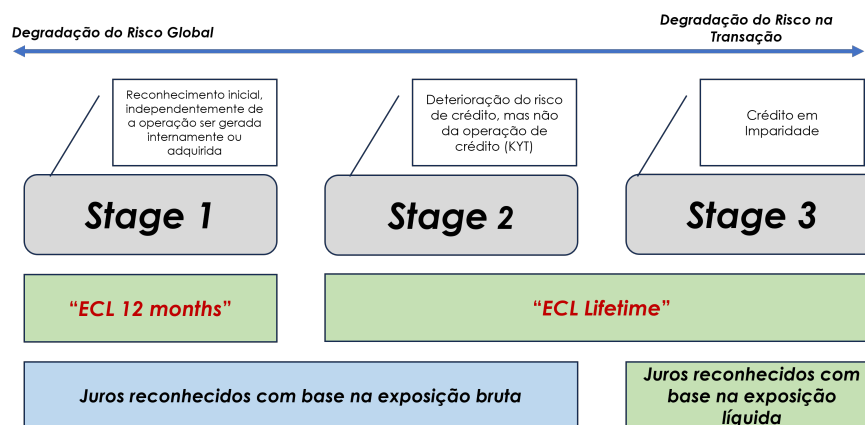 Degradação do Risco Global
Degradação do Risco na
Transação
Reconhecimento inicial,
independentemente de
a operação ser gerada
internamente ou
adquirida
Deterioração do risco
de crédito, mas não
da operação de
crédito (KYT)
Crédito em
Imparidade
Stage 1
Stage 2
Stage 3
“ECL 12 months”
“ECL Lifetime”
Juros reconhecidos com base na exposição bruta
Juros reconhecidos com
base na exposição
líquida